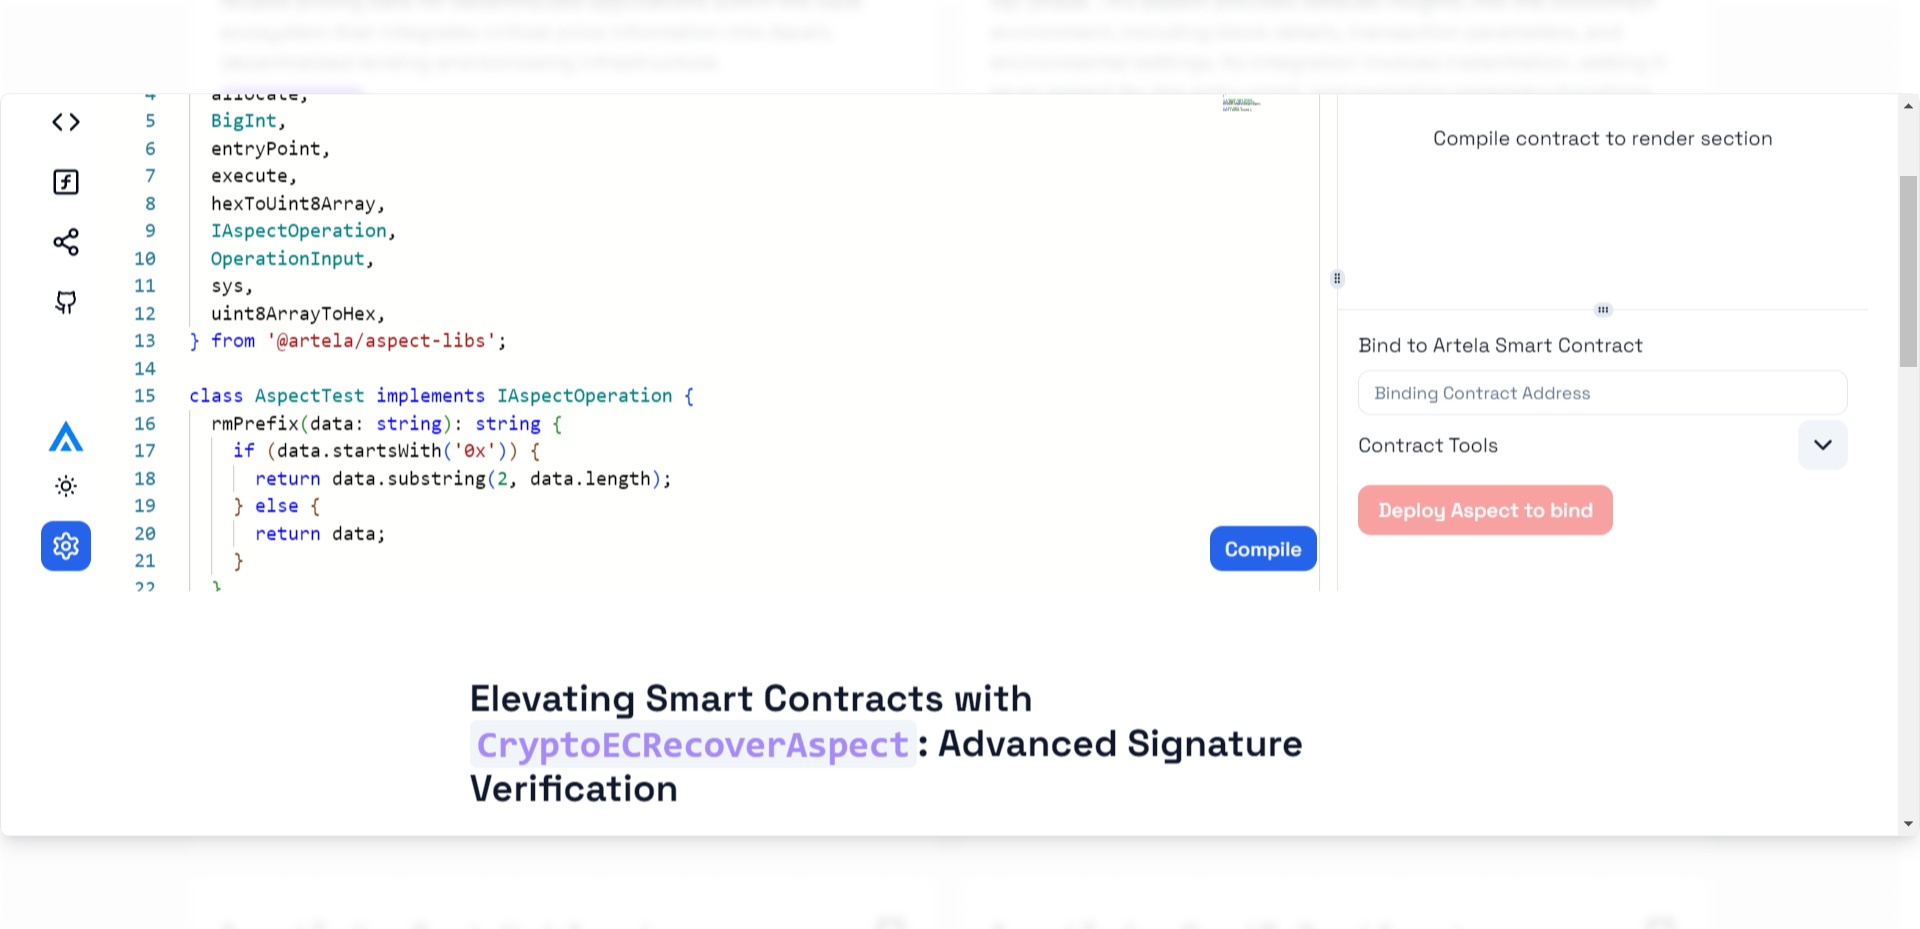 4 allocate,
5 BigInt,
6 entryPoint,
7 execute,
8 hexToUint8Array,
9 IAspectOperation,
10 OperationInput,
11 sys,
12 uint8ArrayToHex,
13 } from '@artela/aspect-libs';
14
15 class AspectTest implements IAspectOperation {
16 rmPrefix(data: string): string {
17 if (data.startsWith('0x')) {
18 return data.substring(2, data.length);
19 } else {
20 return data;
21 }
22 }
Compile
Compile contract to render section
Bind to Artela Smart Contract
Binding Contract Address
Contract Tools
Deploy Aspect to bind
Elevating Smart Contracts with
CryptoECRecoverAspect: Advanced Signature
Verification